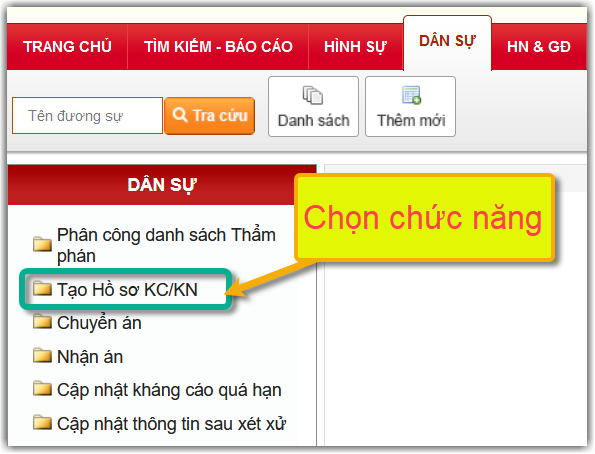 TRANG CHỦ TÌM KIẾM - BÁO CÁO HÌNH SỰ DÂN SỰ HN & GĐ
Tên đương sự Tra cứu Danh sách Thêm mới
DÂN SỰ
Chọn chức năng
Phân công danh sách Thẩm
phán
Tạo Hồ sơ KC/KN
Chuyển án
Nhận án
Cập nhật kháng cáo quá hạn
Cập nhật thông tin sau xét xử